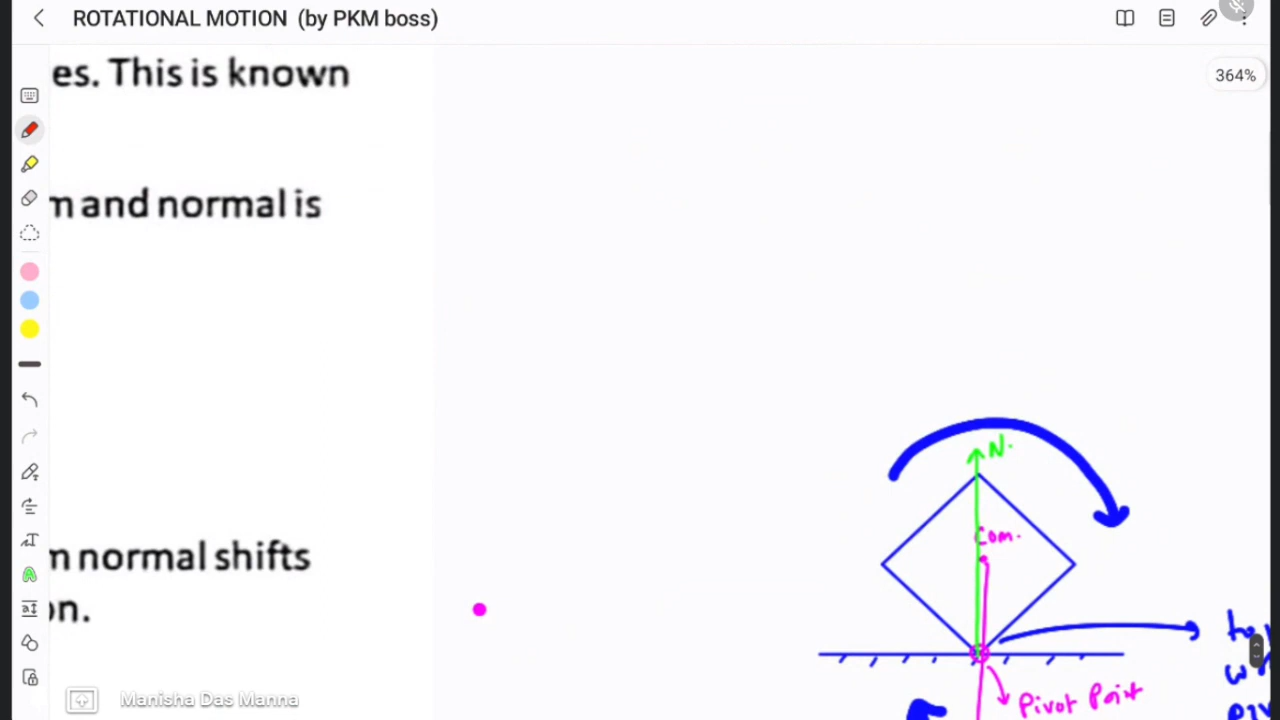 ROTATIONAL MOTION (by PKM boss)
364%
es. This is known
m and normal is
m normal shifts
on.
N.
Com.
Pivot Point
Manisha Das Manna